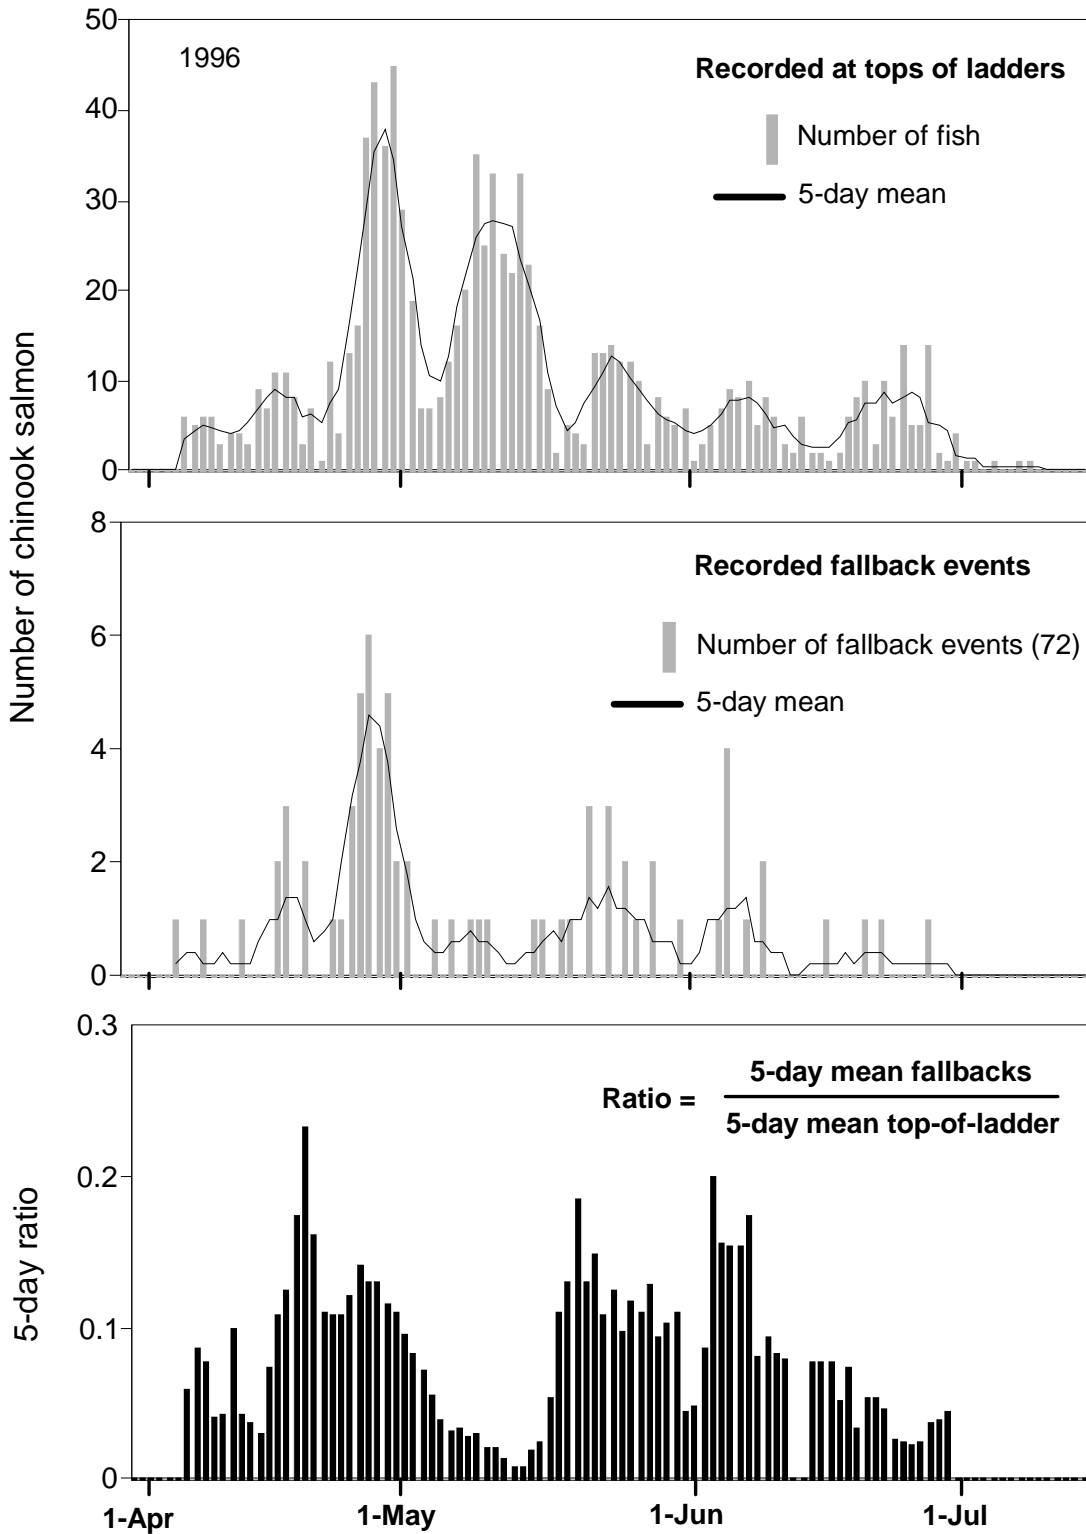 Number of chinook salmon
50
40
30
20
10
0
1996
Recorded at tops of ladders
Number of fish
5-day mean
8
6
4
2
0
Recorded fallback events
Number of fallback events (72)
5-day mean
5-day ratio
0.3
0.2
0.1
0
Ratio =
5-day mean fallbacks
5-day mean top-of-ladder
1-Apr
1-May
1-Jun
1-Jul